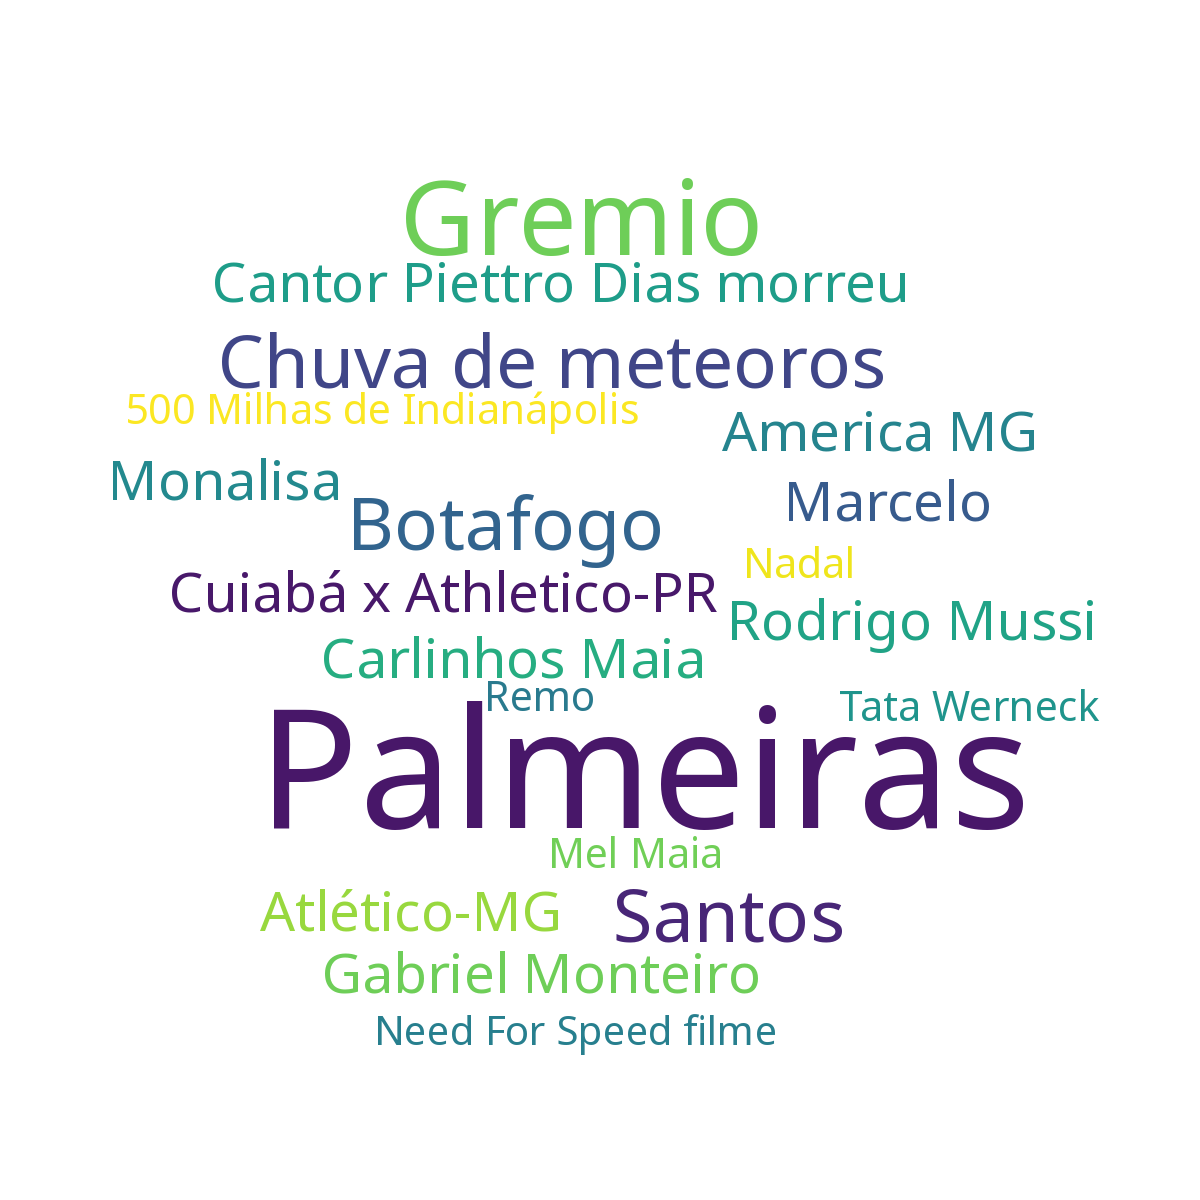 Gremio
Cantor Piettro Dias morreu
Chuva de meteoros
500 Milhas de Indianápolis
America MG
Monalisa
Marcelo
Botafogo
Nadal
Cuiabá x Athletico-PR
Rodrigo Mussi
Carlinhos Maia
Remo
Tata Werneck
Palmeiras
Mel Maia
Atlético-MG
Santos
Gabriel Monteiro
Need For Speed filme